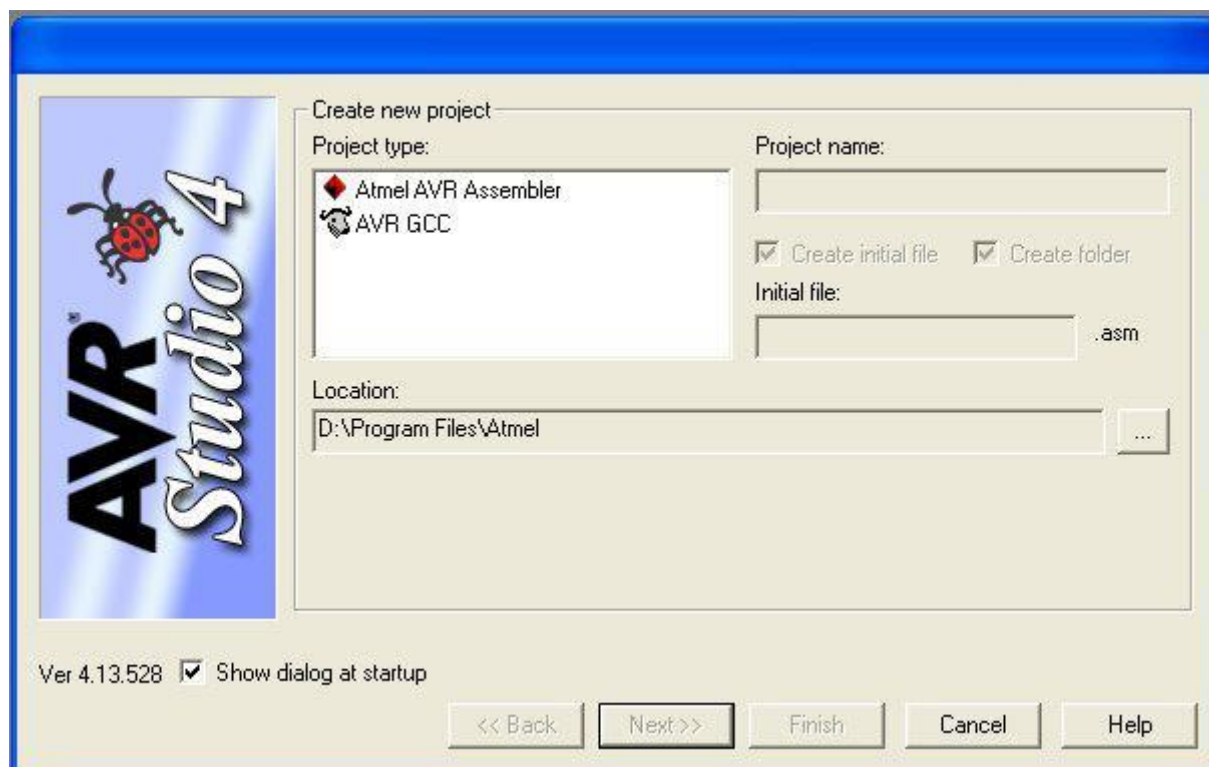 Create new project
Project type:
Atmel AVR Assembler
AVR GCC
Project name:
Create initial file
Create folder
Initial file:
.asm
Location:
D:\Program Files\Atmel
...
AVR®
Studio 4
Ver 4.13.528
Show dialog at startup
<< Back
Next >>
Finish
Cancel
Help